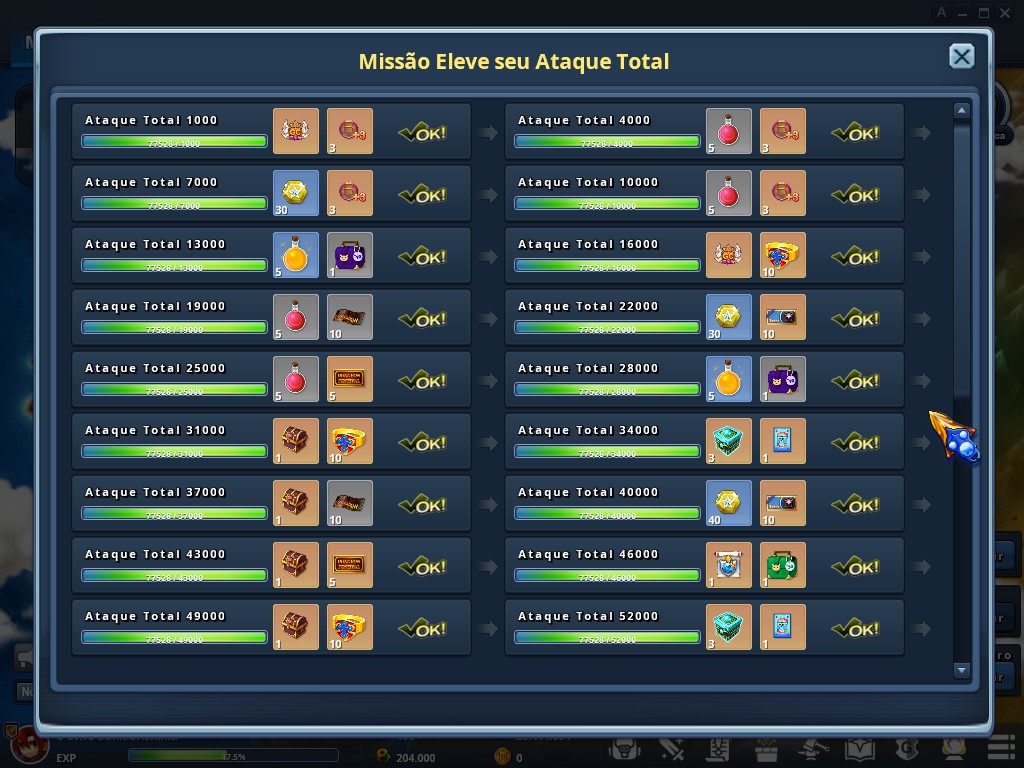 A
Missão Eleve seu Ataque Total
Ataque Total 1000
77528 / 1000
+3
3
OK!
Ataque Total 4000
77528 / 4000
5
+3
3
OK!
Ataque Total 7000
77528 / 7000
30
+3
3
OK!
Ataque Total 10000
77528 / 10000
5
+3
3
OK!
Ataque Total 13000
77528 / 13000
5
1
OK!
Ataque Total 16000
77528 / 16000
10
OK!
Ataque Total 19000
77528 / 19000
5
10
OK!
Ataque Total 22000
77528 / 22000
30
10
OK!
Ataque Total 25000
77528 / 25000
5
5
OK!
Ataque Total 28000
77528 / 28000
5
1
OK!
Ataque Total 31000
77528 / 31000
1
10
OK!
Ataque Total 34000
77528 / 34000
3
1
OK!
Ataque Total 37000
77528 / 37000
1
10
OK!
Ataque Total 40000
77528 / 40000
40
10
OK!
Ataque Total 43000
77528 / 43000
1
5
OK!
Ataque Total 46000
77528 / 46000
1
1
OK!
Ataque Total 49000
77528 / 49000
1
10
OK!
Ataque Total 52000
77528 / 52000
3
1
OK!
EXP
47.5%
204.000
0